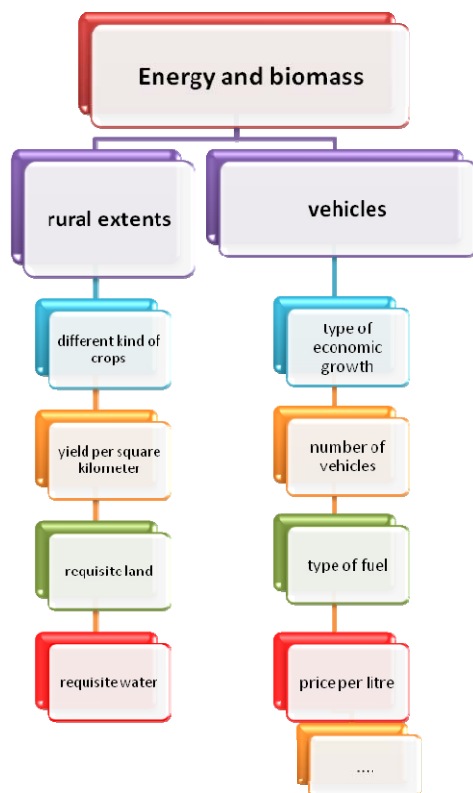 Energy and biomass
rural extents
vehicles
different kind of
crops
type of
economic
growth
yield per square
kilometer
number of
vehicles
requisite land
type of fuel
requisite water
price per litre
....